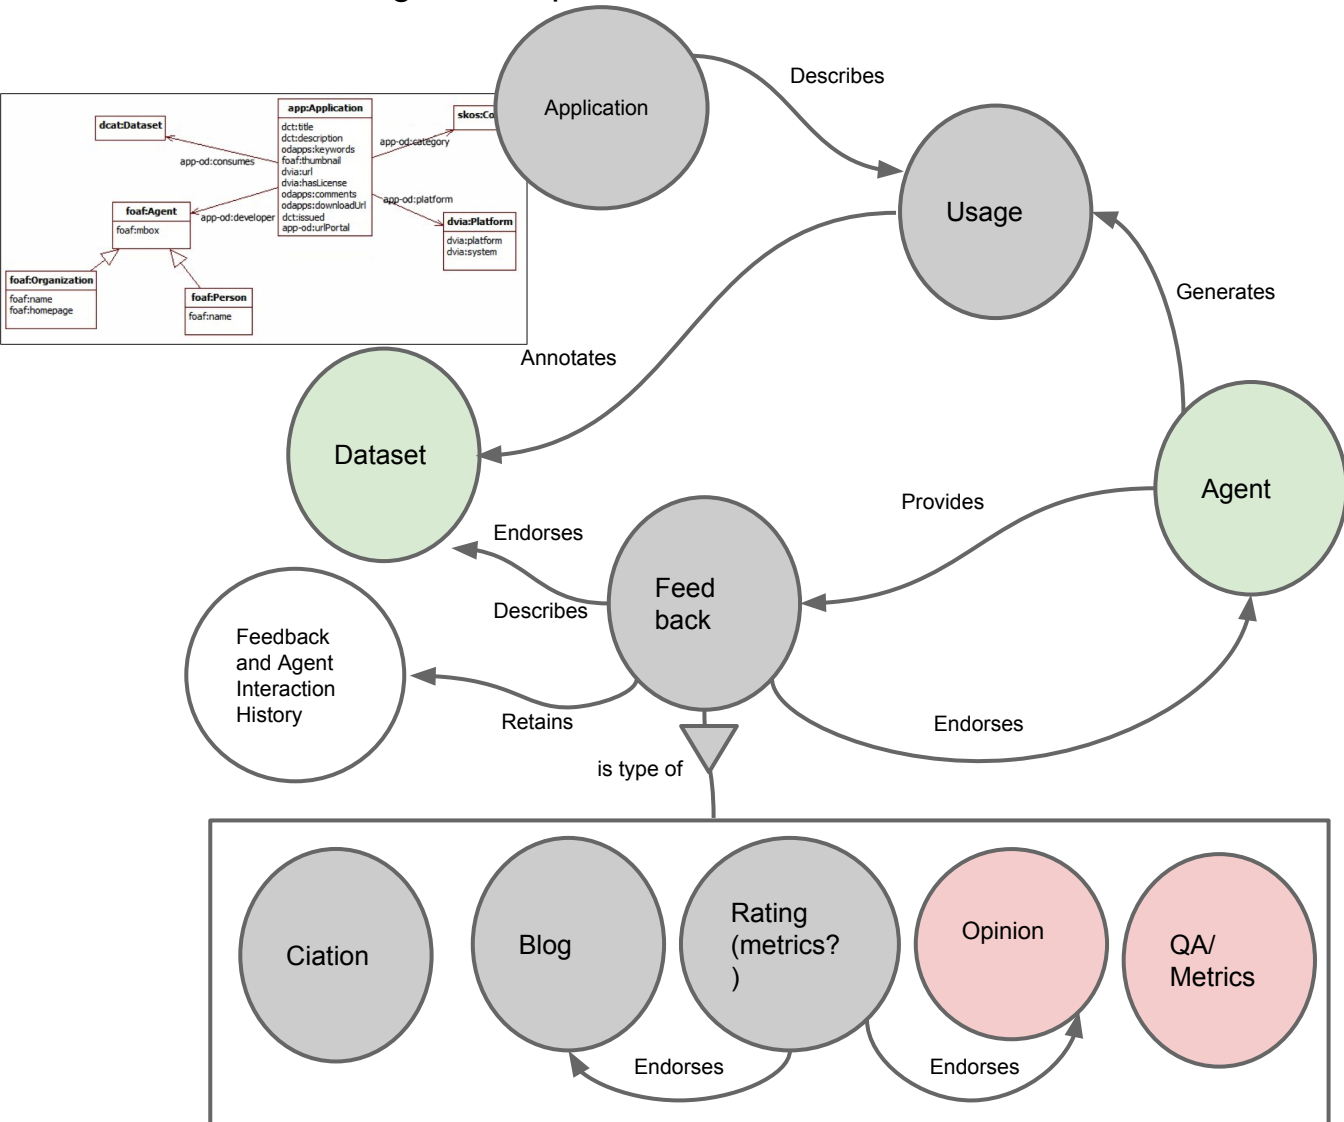 Application
Describes
Usage
app:Application
dct:title
dct:description
odapps:keywords
foaf:thumbnail
dvia:url
dvia:hasLicense
odapps:comments
odapps:downloadUrl
dct:issued
app-od:urlPortal
dcat:Dataset
app-od:consumes
app-od:category
skos:Co
foaf:Agent
foaf:mbox
app-od:developer
app-od:platform
dvia:Platform
dvia:platform
dvia:system
foaf:Organization
foaf:name
foaf:homepage
foaf:Person
foaf:name
Generates
Annotates
Dataset
Agent
Provides
Endorses
Describes
Feed
back
Feedback
and Agent
Interaction
History
Retains
Endorses
is type of
Ciation
Blog
Rating
(metrics?
)
Opinion
QA/
Metrics
Endorses
Endorses